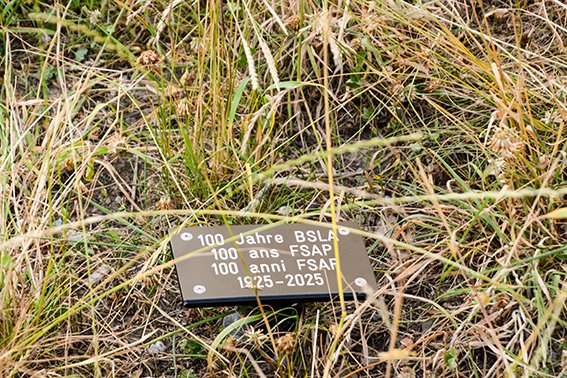 100 Jahre BSLA
100 ans FSAP
100 anni FSAP
1925-2025